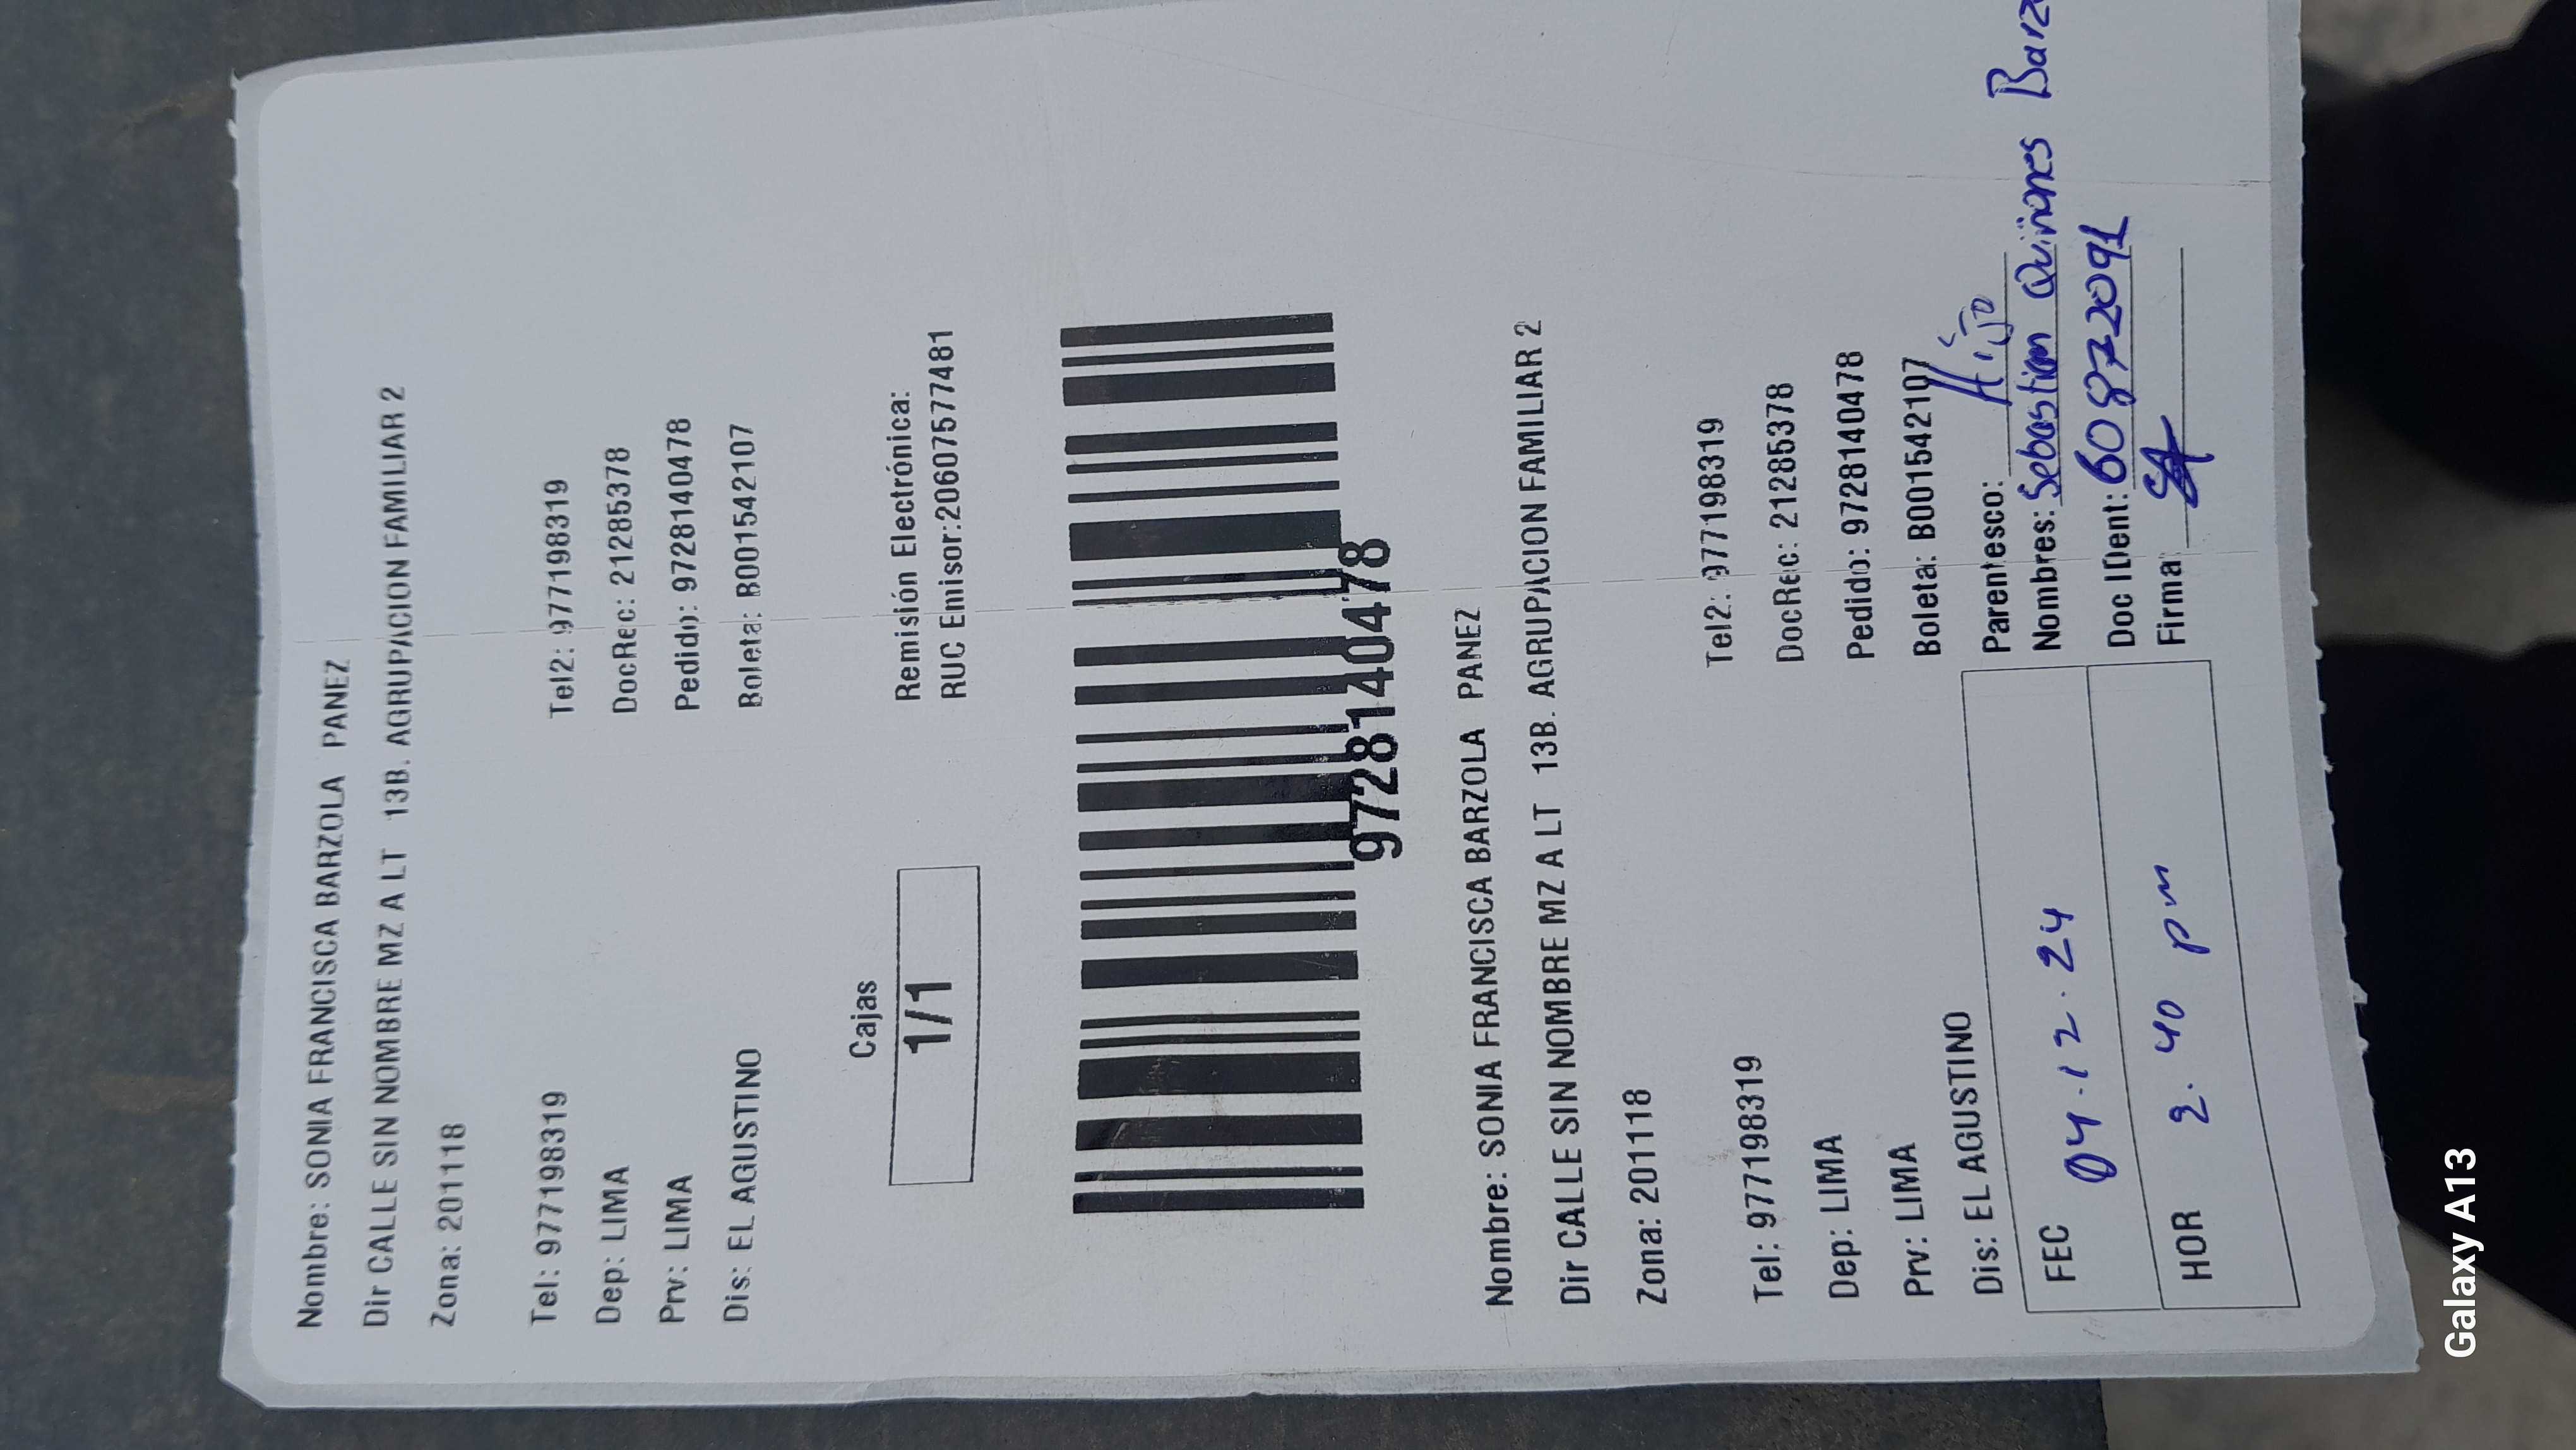 Nombre: SONIA FRANCISCA BARZOLA PANEZ
Dir CALLE SIN NOMBRE MZ A LT 13B. AGRUPACION FAMILIAR 2
Zona: 201118
Tel: 977198319 Tel2: 977198319
Dep: LIMA DocRec: 21285378
Prv: LIMA Pedido: 9728140478
Dis: EL AGUSTINO Boleta: B001542107
Cajas
1/1
Remisión Electrónica:
RUC Emisor:20607577481
9728140478
Nombre: SONIA FRANCISCA BARZOLA PANEZ
Dir CALLE SIN NOMBRE MZ A LT 13B. AGRUPACION FAMILIAR 2
Zona: 201118
Tel: 977198319 Tel2: 977198319
Dep: LIMA DocRec: 21285378
Prv: LIMA Pedido: 9728140478
Dis: EL AGUSTINO Boleta: B001542107
FEC 04.12.24
HOR 2.40 pm
Parentesco: Hijo
Nombres: Sebastian Quiñones
Doc IDent: 60872091
Firma
Galaxy A13